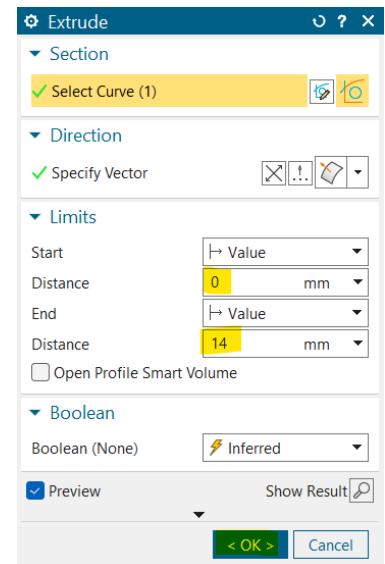 Extrude
Section
Select Curve (1)
Direction
Specify Vector
Limits
Start Value
Distance 0 mm
End Value
Distance 14 mm
Open Profile Smart Volume
Boolean
Boolean (None) Inferred
Preview Show Result
< OK > Cancel